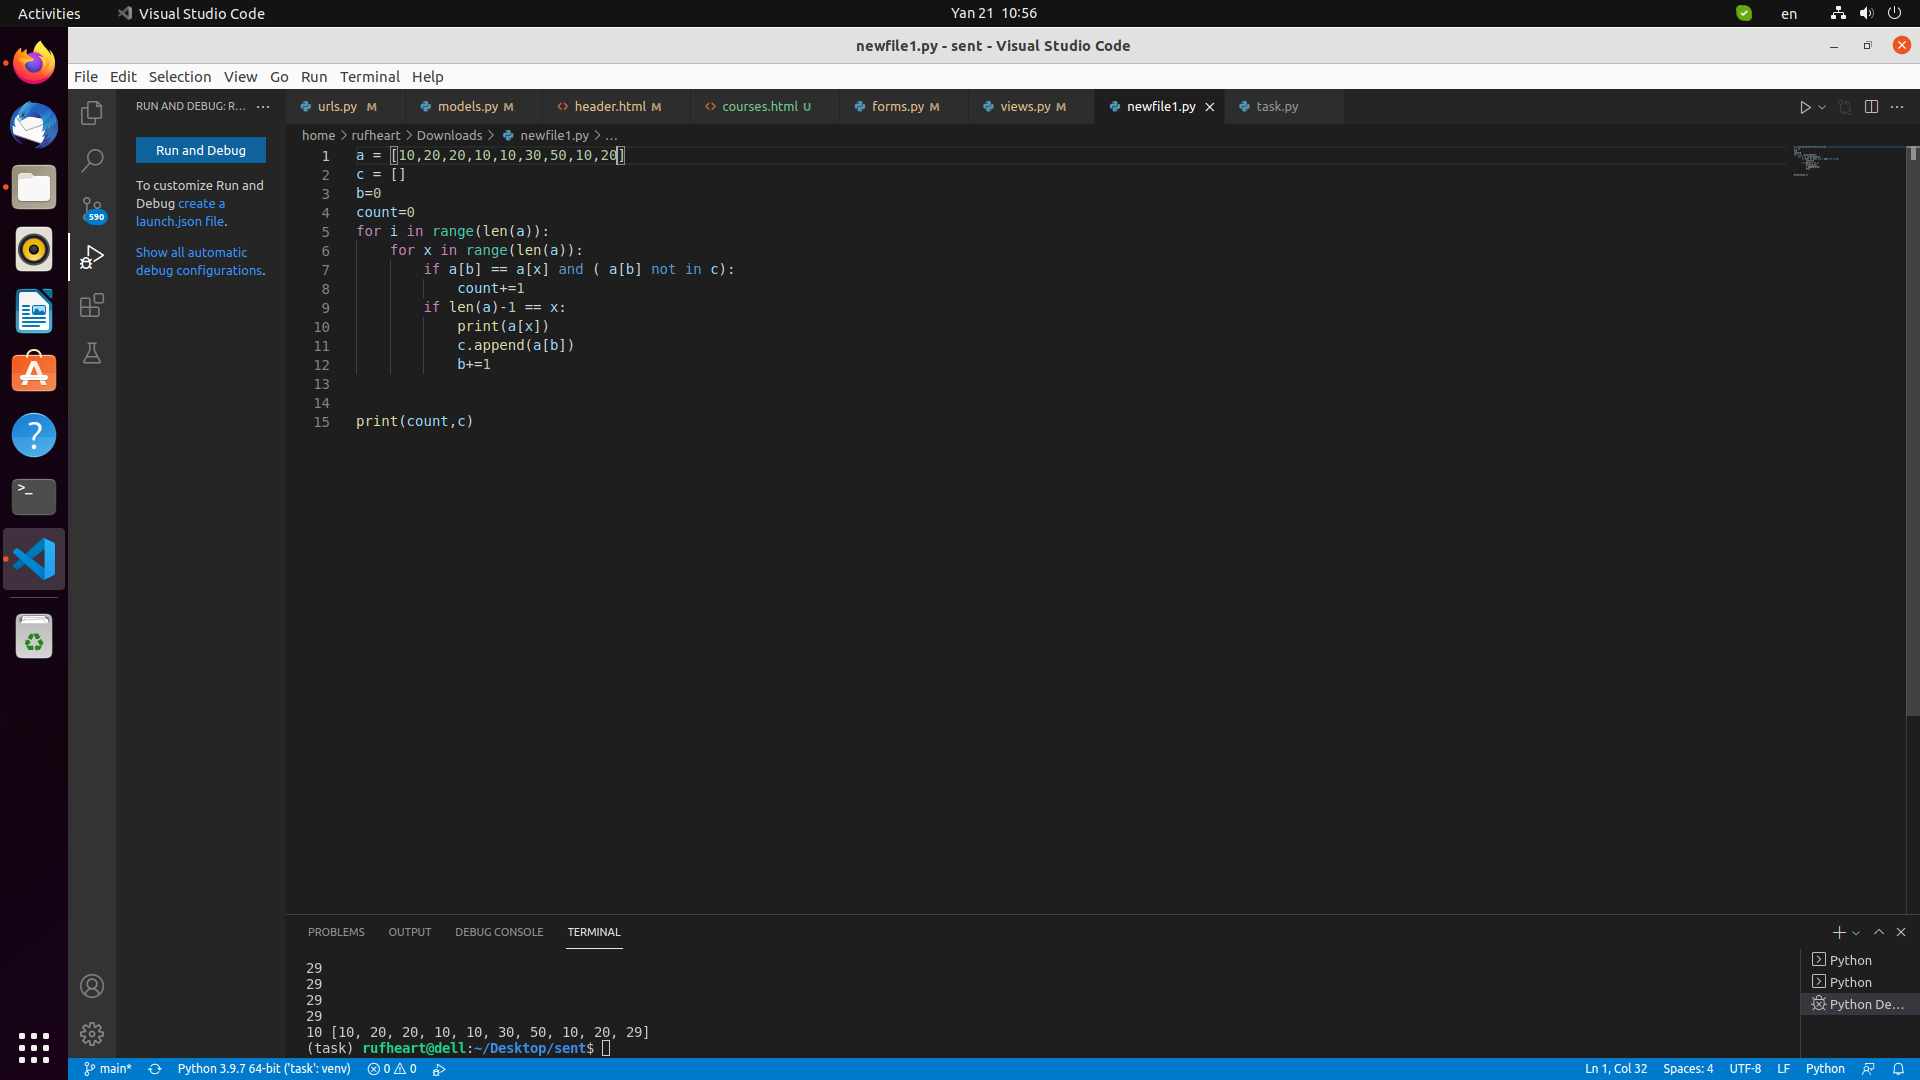 Activities
Visual Studio Code
Yan 21 10:56
en
newfile1.py - sent - Visual Studio Code
File Edit Selection View Go Run Terminal Help
RUN AND DEBUG: R...
urls.py M
models.py M
header.html M
courses.html U
forms.py M
views.py M
newfile1.py
task.py
home > rufheart > Downloads > newfile1.py > ...
Run and Debug
To customize Run and
Debug create a
launch.json file.
Show all automatic
debug configurations.
590
1 a = [10,20,20,10,10,30,50,10,20]
2 c = []
3 b=0
4 count=0
5 for i in range(len(a)):
6 for x in range(len(a)):
7 if a[b] == a[x] and ( a[b] not in c):
8 count+=1
9 if len(a)-1 == x:
10 print(a[x])
11 c.append(a[b])
12 b+=1
13
14
15 print(count,c)
PROBLEMS OUTPUT DEBUG CONSOLE TERMINAL
29
29
29
29
10 [10, 20, 20, 10, 10, 30, 50, 10, 20, 29]
(task) rufheart@dell:~/Desktop/sent$
Python
Python
Python De...
main*
Python 3.9.7 64-bit ('task': venv)
0 0
Ln 1, Col 32
Spaces: 4
UTF-8
LF
Python